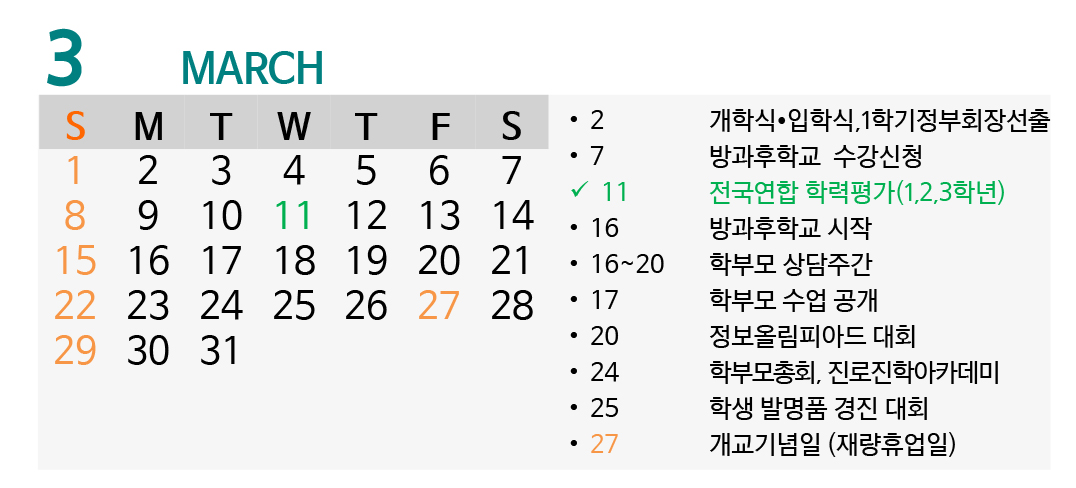 3 MARCH
S M T W T F S
1 2 3 4 5 6 7
8 9 10 11 12 13 14
15 16 17 18 19 20 21
22 23 24 25 26 27 28
29 30 31
• 2 개학식•입학식,1학기정부회장선출
• 7 방과후학교 수강신청
✓ 11 전국연합 학력평가(1,2,3학년)
• 16 방과후학교 시작
• 16~20 학부모 상담주간
• 17 학부모 수업 공개
• 20 정보올림피아드 대회
• 24 학부모총회, 진로진학아카데미
• 25 학생 발명품 경진 대회
• 27 개교기념일 (재량휴업일)